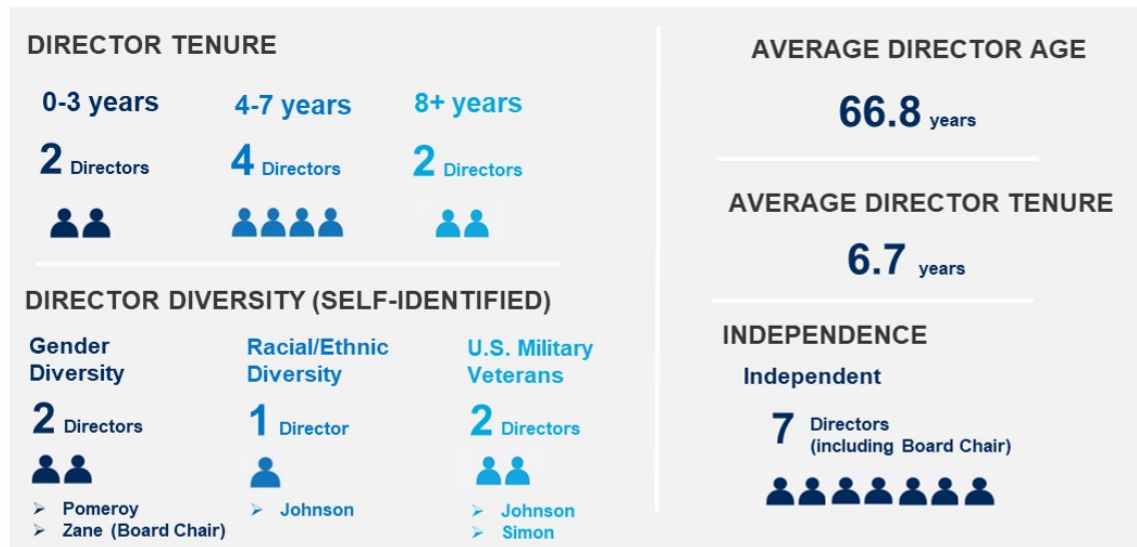 DIRECTOR TENURE
0-3 years
2 Directors
4-7 years
4 Directors
8+ years
2 Directors
DIRECTOR DIVERSITY (SELF-IDENTIFIED)
Gender
Diversity
2 Directors
➢ Pomeroy
➢ Zane (Board Chair)
Racial/Ethnic
Diversity
1 Director
➢ Johnson
U.S. Military
Veterans
2 Directors
➢ Johnson
➢ Simon
AVERAGE DIRECTOR AGE
66.8 years
AVERAGE DIRECTOR TENURE
6.7 years
INDEPENDENCE
Independent
7 Directors
(including Board Chair)